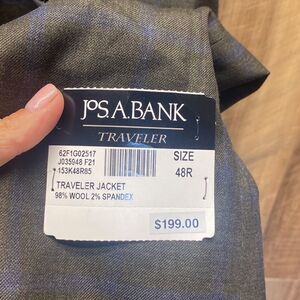 JOS. A. BANK
TRAVELER
62F1G02517
J035948 F21
153K48R85
SIZE
48R
TRAVELER JACKET
98% WOOL 2% SPANDEX
$199.00